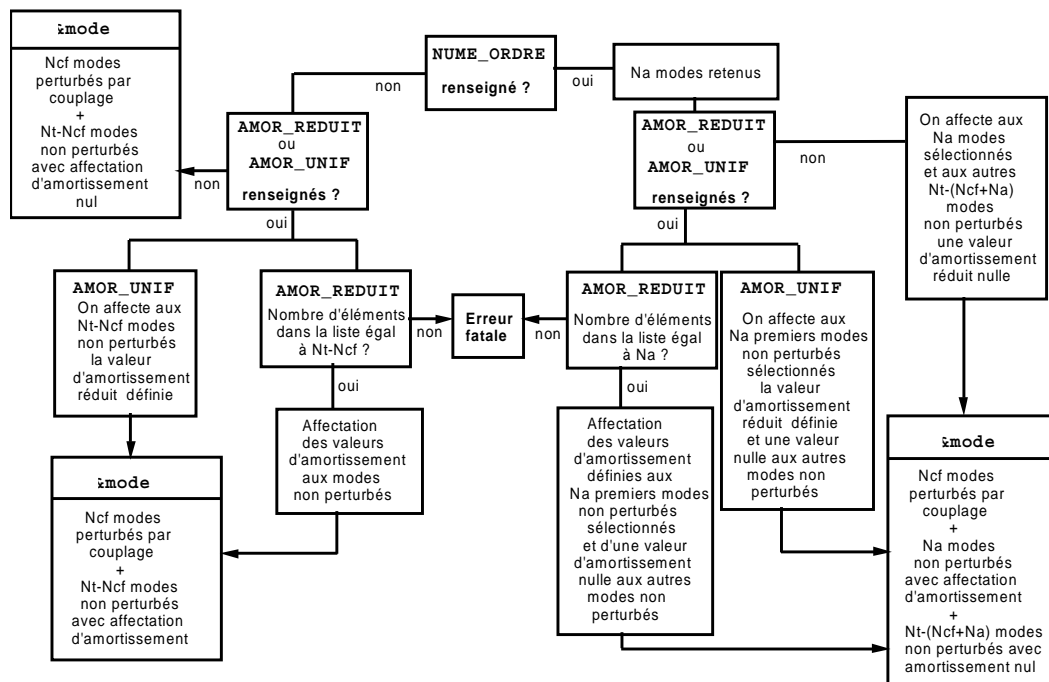 &mode
Ncf modes
perturbés par
couplage
+
Nt-Ncf modes
non perturbés
avec affectation
d'amortissement
nul
NUME_ORDRE
renseigné ?
non
oui
Na modes retenus
AMOR_REDUIT
ou
AMOR_UNIF
renseignés ?
non
oui
AMOR_REDUIT
ou
AMOR_UNIF
renseignés ?
non
oui
On affecte aux
Na modes
sélectionnés
et aux autres
Nt-(Ncf+Na)
modes
non perturbés
une valeur
d'amortissement
réduit nulle
AMOR_UNIF
On affecte aux
Nt-Ncf modes
non perturbés
la valeur
d'amortissement
réduit définie
AMOR_REDUIT
Nombre d'éléments
dans la liste égal
à Nt-Ncf ?
non
oui
Erreur
fatale
AMOR_REDUIT
Nombre d'éléments
dans la liste égal
à Na ?
non
oui
AMOR_UNIF
On affecte aux
Na premiers modes
non perturbés
sélectionnés
la valeur
d'amortissement
réduit définie
et une valeur
nulle aux autres
modes non
perturbés
Affectation
des valeurs
d'amortissement
aux modes
non perturbés
Affectation
des valeurs
d'amortissement
définies aux
Na premiers modes
non perturbés
sélectionnés
et d'une valeur
d'amortissement
nulle aux autres
modes non
perturbés
&mode
Ncf modes
perturbés par
couplage
+
Nt-Ncf modes
non perturbés
avec affectation
d'amortissement
&mode
Ncf modes
perturbés par
couplage
+
Na modes
non perturbés
avec affectation
d'amortissement
+
Nt-(Ncf+Na) modes
non perturbés avec
amortissement nul